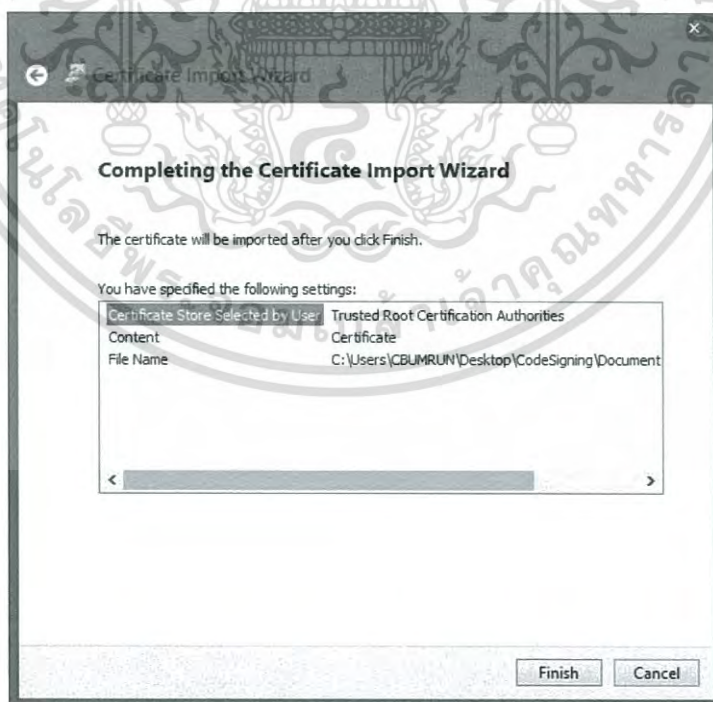 Certificate Import Wizard
Completing the Certificate Import Wizard
The certificate will be imported after you click Finish.
You have specified the following settings:
Certificate Store Selected by User Trusted Root Certification Authorities
Content Certificate
File Name C:\Users\CBUMRUN\Desktop\CodeSigning\Document
Finish Cancel